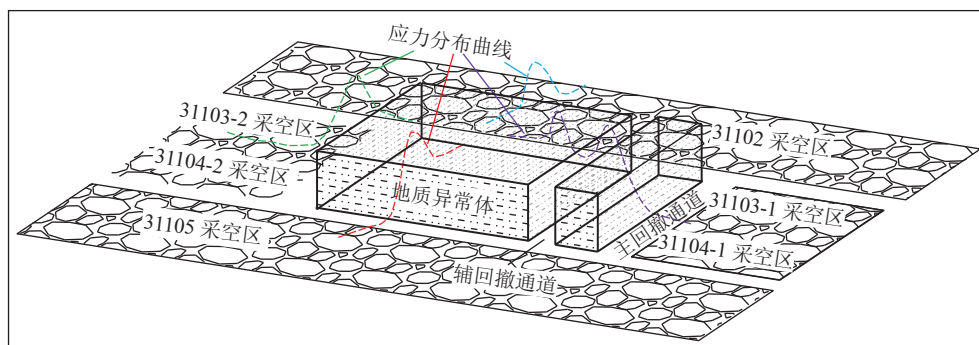 应力分布曲线
31103-2 采空区
31102 采空区
31104-2 采空区
地质异常体
31103-1 采空区
31105 采空区
主回撤通道
31104-1 采空区
辅回撤通道